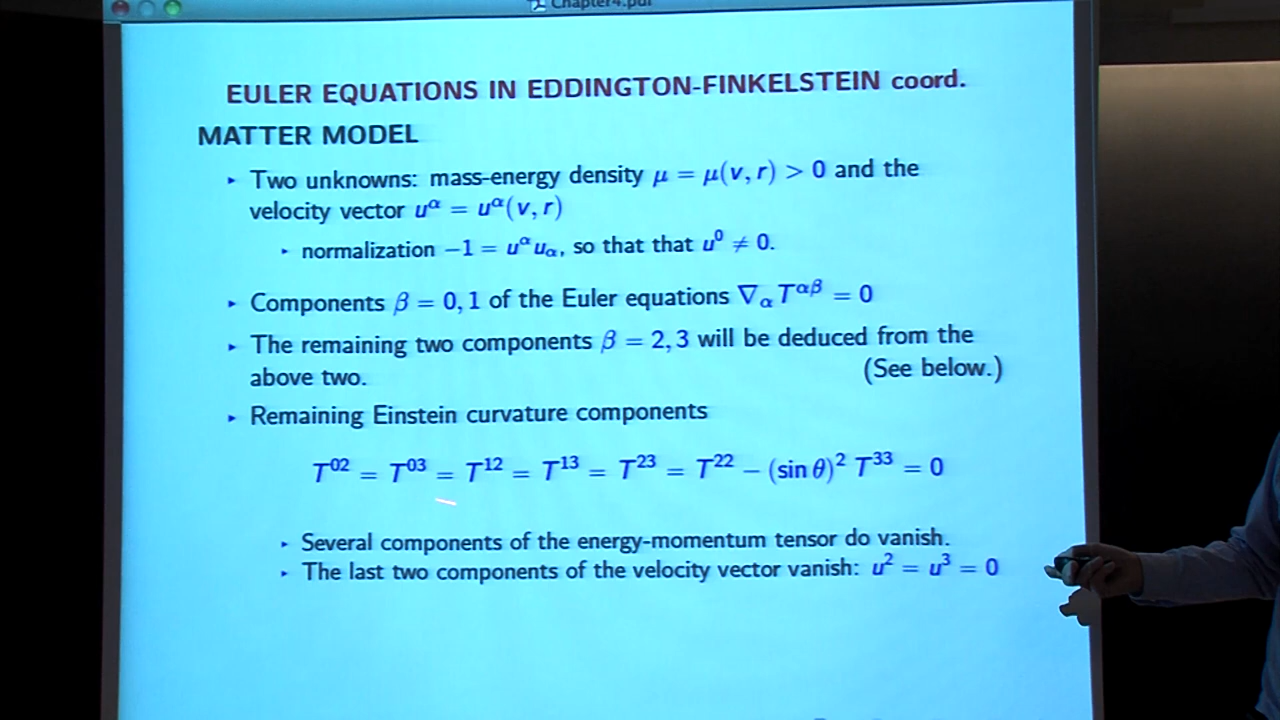 Chapter4.pdf
EULER EQUATIONS IN EDDINGTON-FINKELSTEIN coord.
MATTER MODEL
▸ Two unknowns: mass-energy density μ = μ(v, r) > 0 and the
velocity vector u^α = u^α(v, r)
▸ normalization −1 = u^α u_α, so that that u^0 ≠ 0.
▸ Components β = 0, 1 of the Euler equations ∇_α T^{αβ} = 0
▸ The remaining two components β = 2, 3 will be deduced from the
above two. (See below.)
▸ Remaining Einstein curvature components
T^{02} = T^{03} = T^{12} = T^{13} = T^{23} = T^{22} − (sin θ)^2 T^{33} = 0
▸ Several components of the energy-momentum tensor do vanish.
▸ The last two components of the velocity vector vanish: u^2 = u^3 = 0